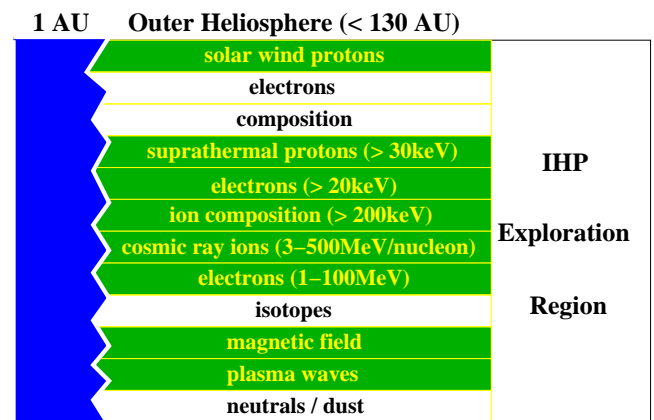 1 AU Outer Heliosphere (< 130 AU)
solar wind protons
electrons
composition
suprathermal protons (> 30keV)
electrons (> 20keV)
ion composition (> 200keV)
cosmic ray ions (3−500MeV/nucleon)
electrons (1−100MeV)
isotopes
magnetic field
plasma waves
neutrals / dust
IHP
Exploration
Region